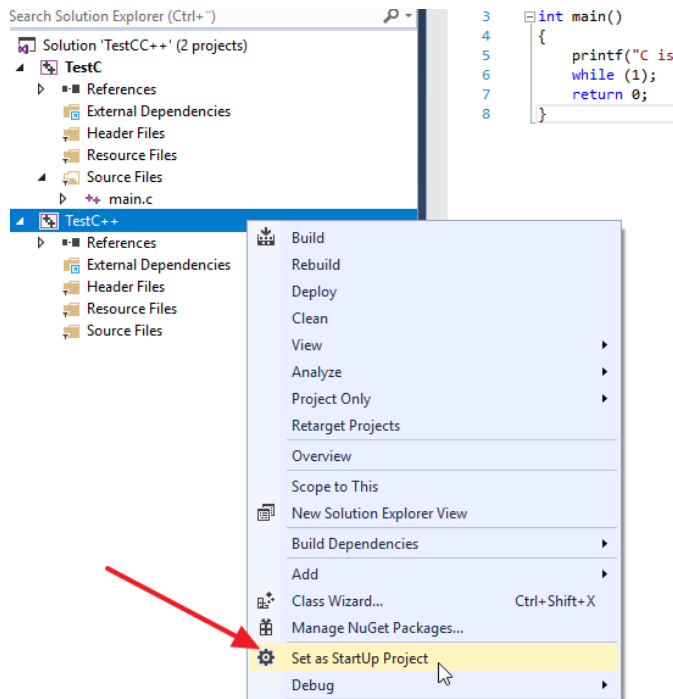 Search Solution Explorer (Ctrl+¨)
Solution 'TestCC++' (2 projects)
TestC
References
External Dependencies
Header Files
Resource Files
Source Files
main.c
TestC++
References
External Dependencies
Header Files
Resource Files
Source Files
3 int main()
4 {
5 printf("C is
6 while (1);
7 return 0;
8 }
Build
Rebuild
Deploy
Clean
View
Analyze
Project Only
Retarget Projects
Overview
Scope to This
New Solution Explorer View
Build Dependencies
Add
Class Wizard... Ctrl+Shift+X
Manage NuGet Packages...
Set as StartUp Project
Debug